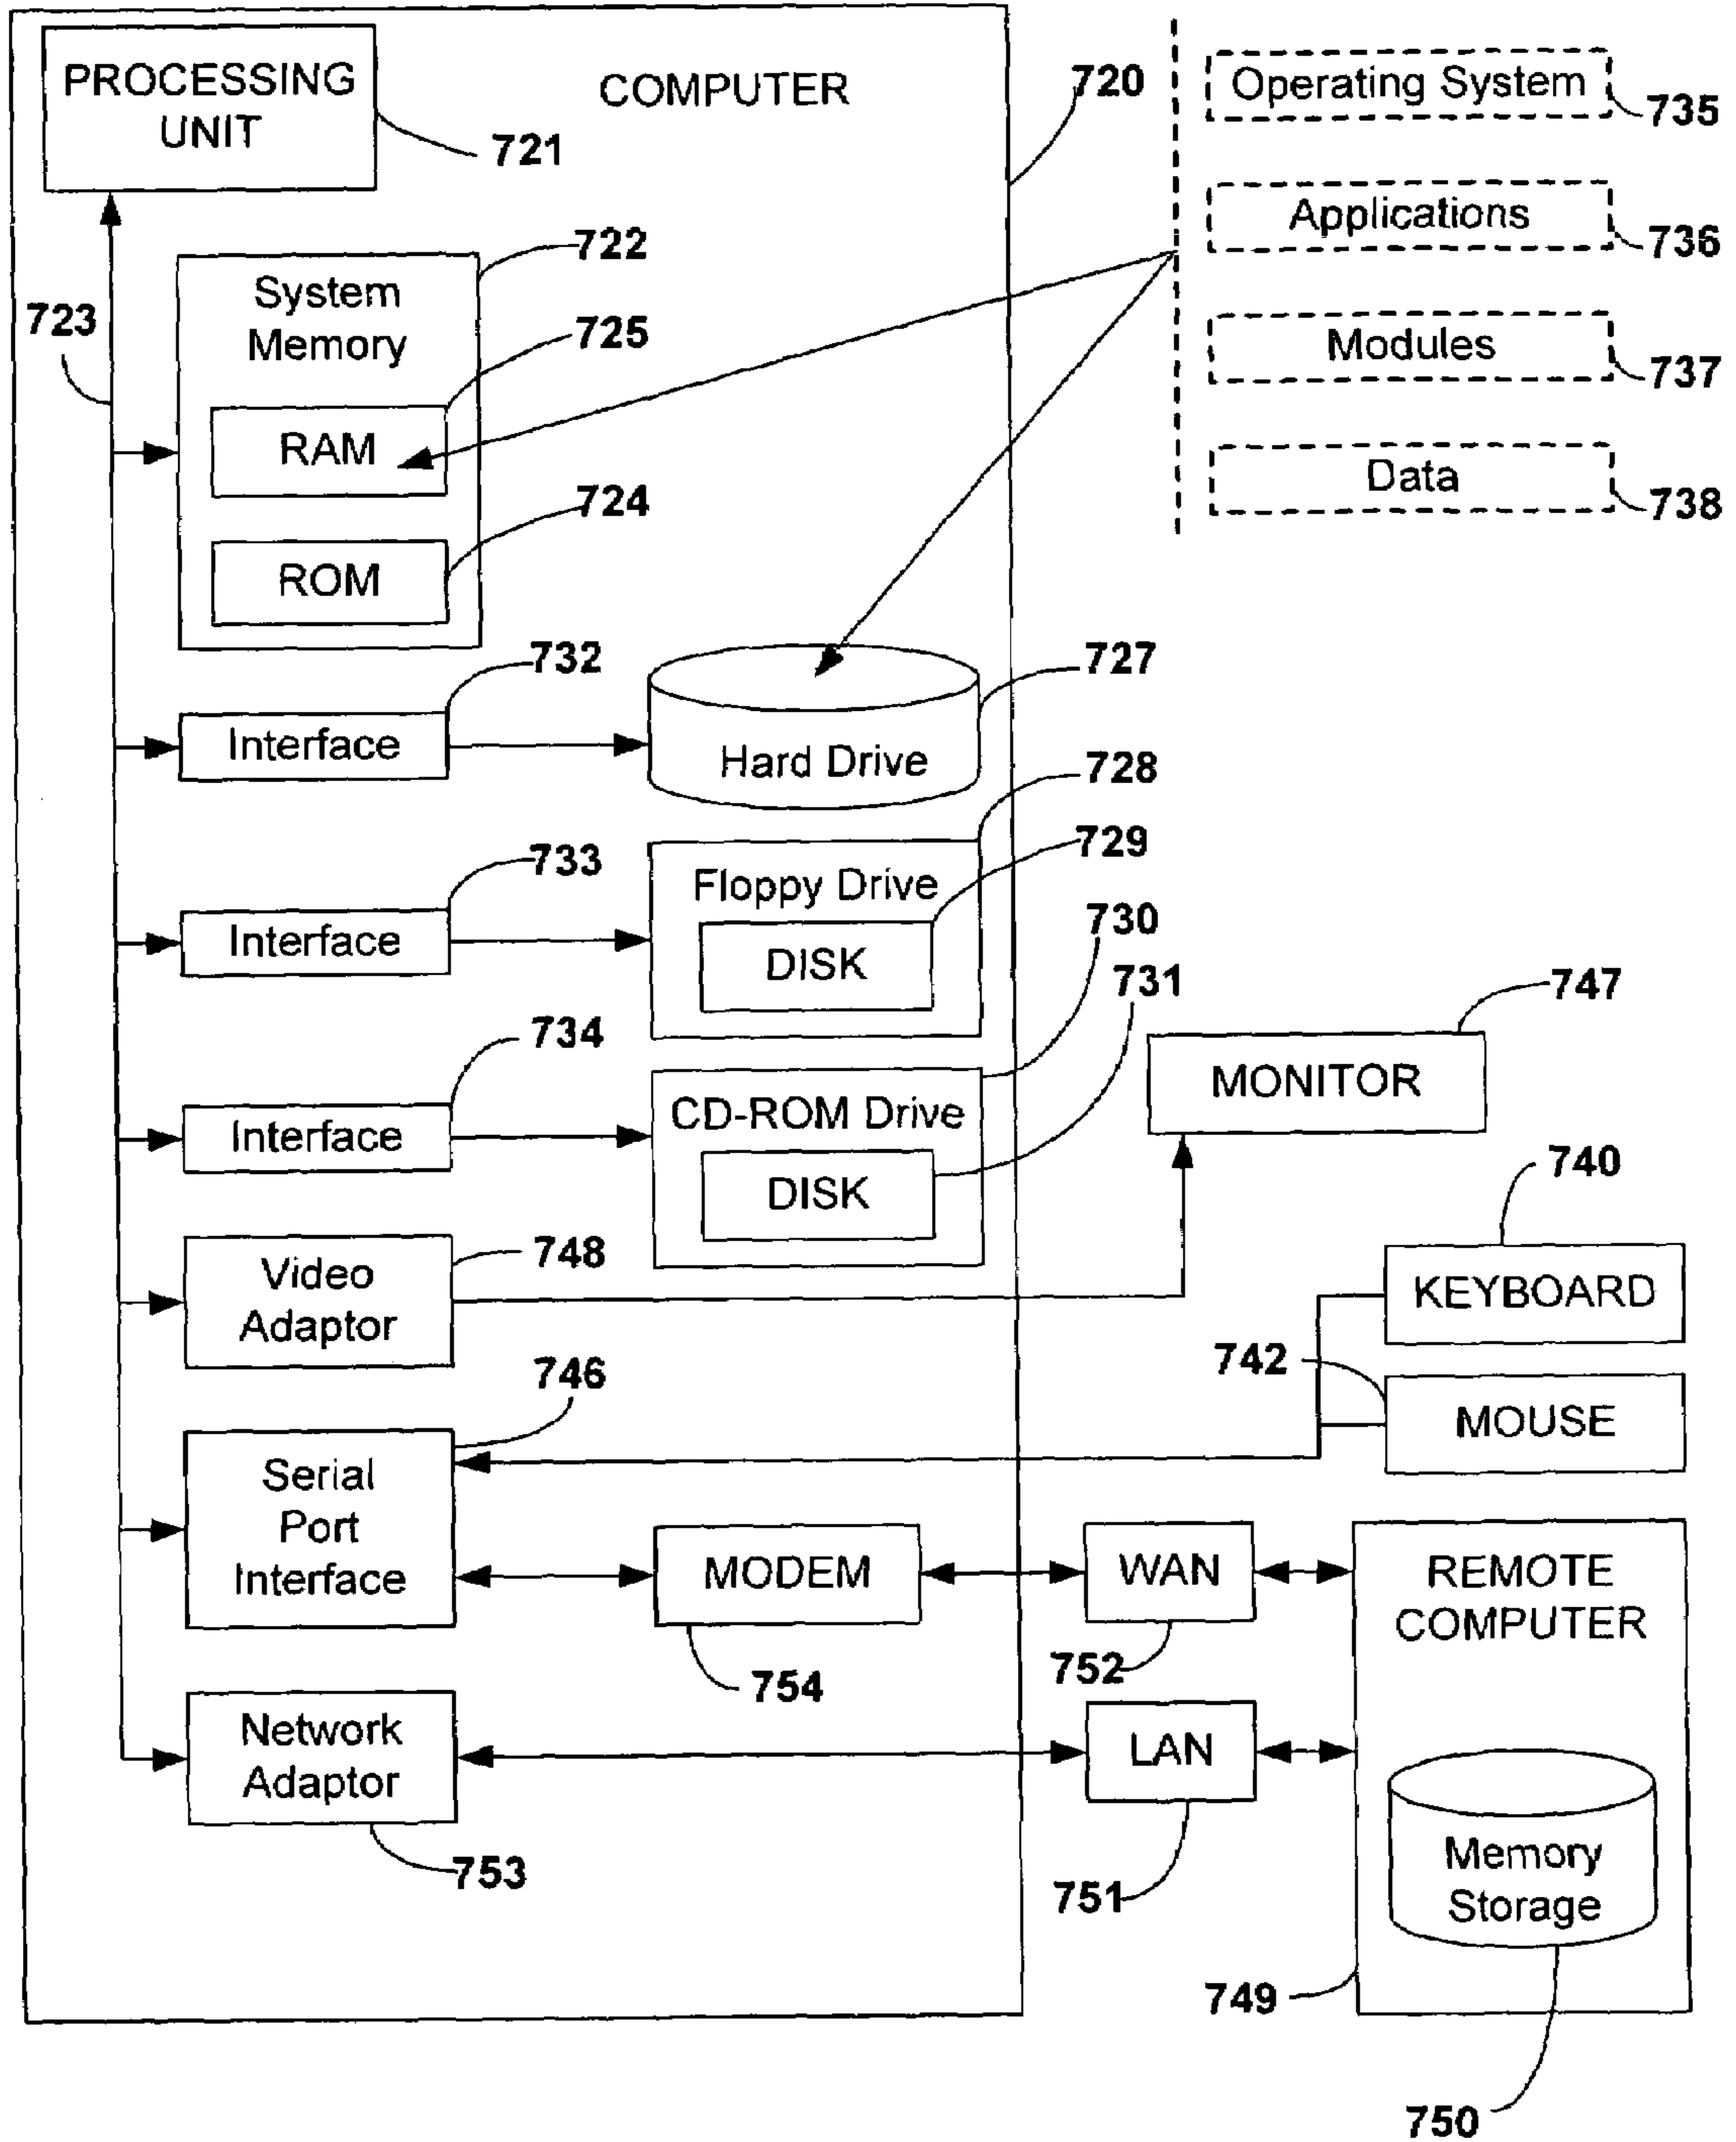 PROCESSING
UNIT
721
COMPUTER
720
Operating System
735
Applications
736
Modules
737
Data
738
723
722
System
Memory
725
RAM
724
ROM
732
Interface
727
Hard Drive
733
Interface
728
Floppy Drive
729
DISK
734
Interface
730
CD-ROM Drive
731
DISK
747
MONITOR
748
Video
Adaptor
740
KEYBOARD
742
MOUSE
746
Serial
Port
Interface
MODEM
754
WAN
752
REMOTE
COMPUTER
Network
Adaptor
753
LAN
751
Memory
Storage
749
750